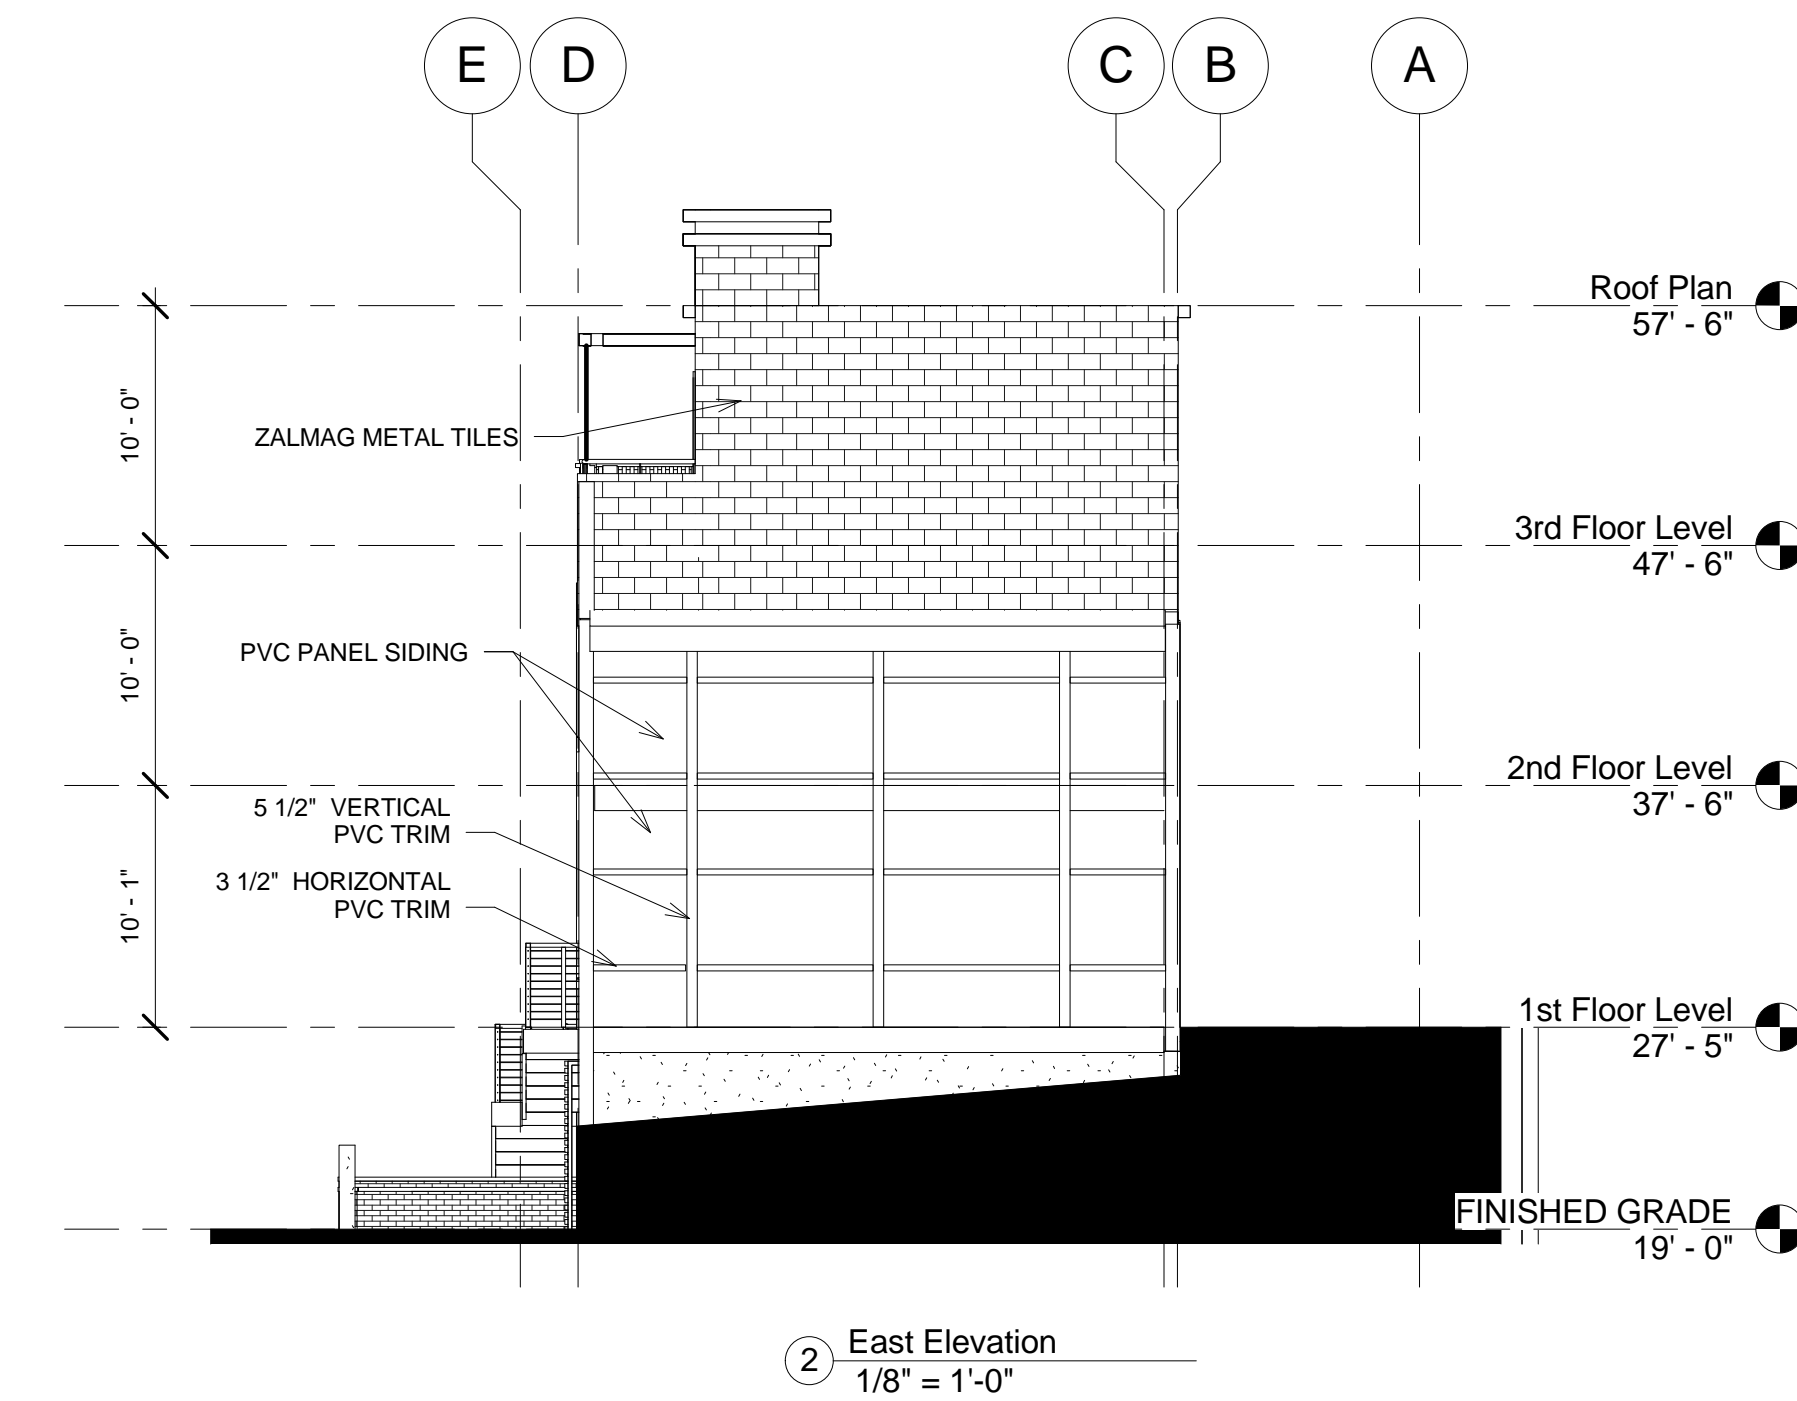 E D C B A
Roof Plan
57' - 6"
10' - 0"
ZALMAG METAL TILES
3rd Floor Level
47' - 6"
10' - 0"
PVC PANEL SIDING
2nd Floor Level
37' - 6"
5 1/2" VERTICAL
PVC TRIM
3 1/2" HORIZONTAL
PVC TRIM
10' - 1"
1st Floor Level
27' - 5"
FINISHED GRADE
19' - 0"
2 East Elevation
1/8" = 1'-0"